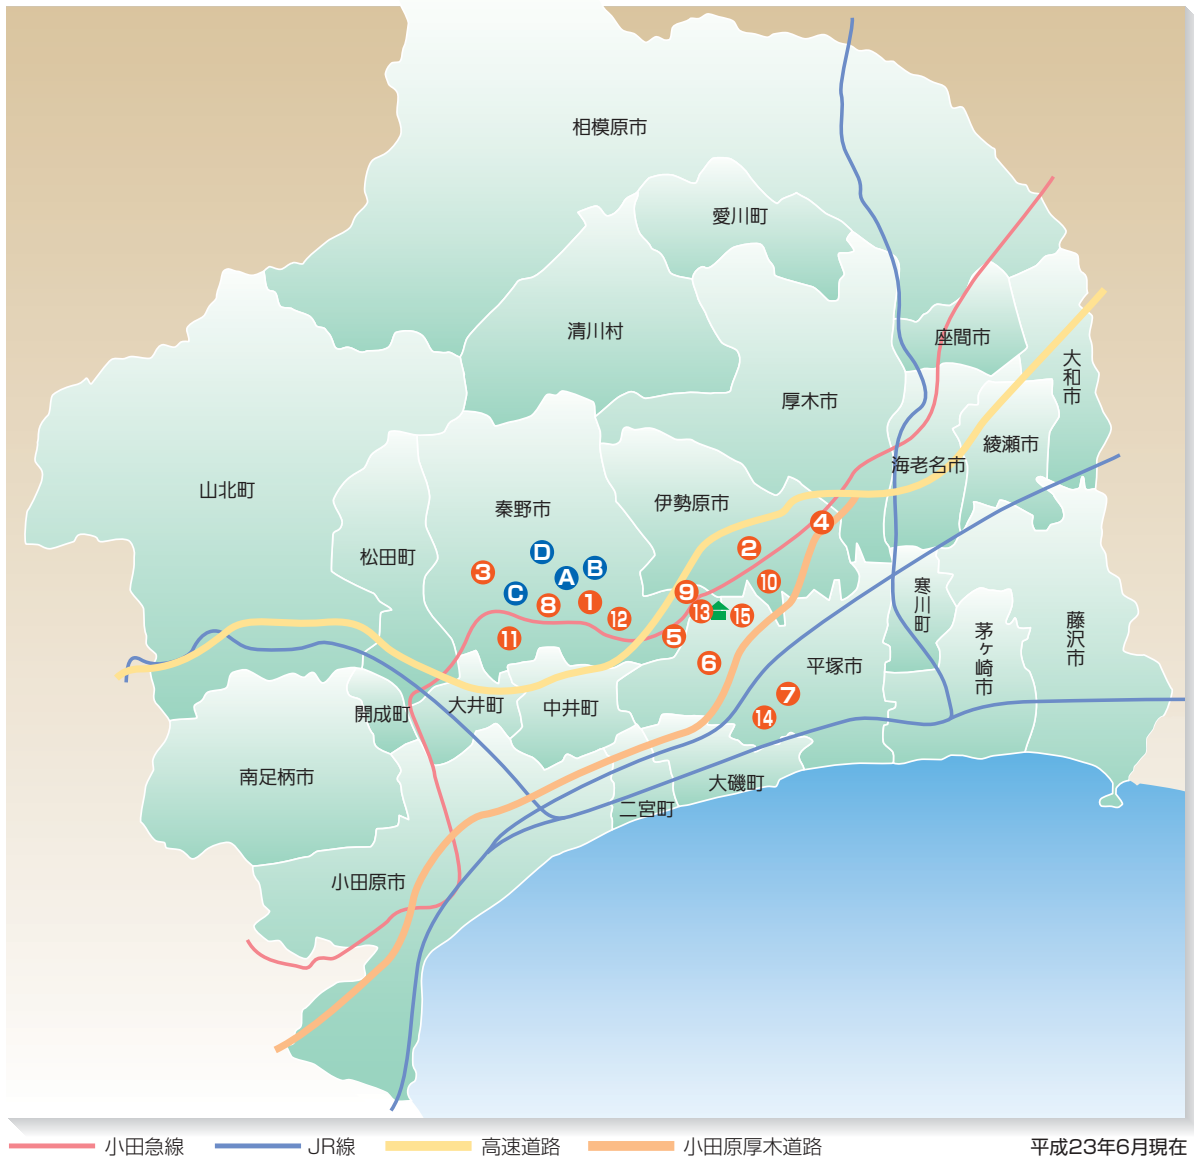 相模原市
愛川町
清川村
座間市
大和市
厚木市
綾瀬市
海老名市
山北町
秦野市
伊勢原市
4
松田町
D
2
3
A
B
10
C
8
1
9
13
15
12
寒川町
藤沢市
11
5
茅ヶ崎市
6
平塚市
7
開成町
大井町
中井町
14
南足柄市
大磯町
二宮町
小田原市
小田急線 JR線 高速道路 小田原厚木道路 平成23年6月現在